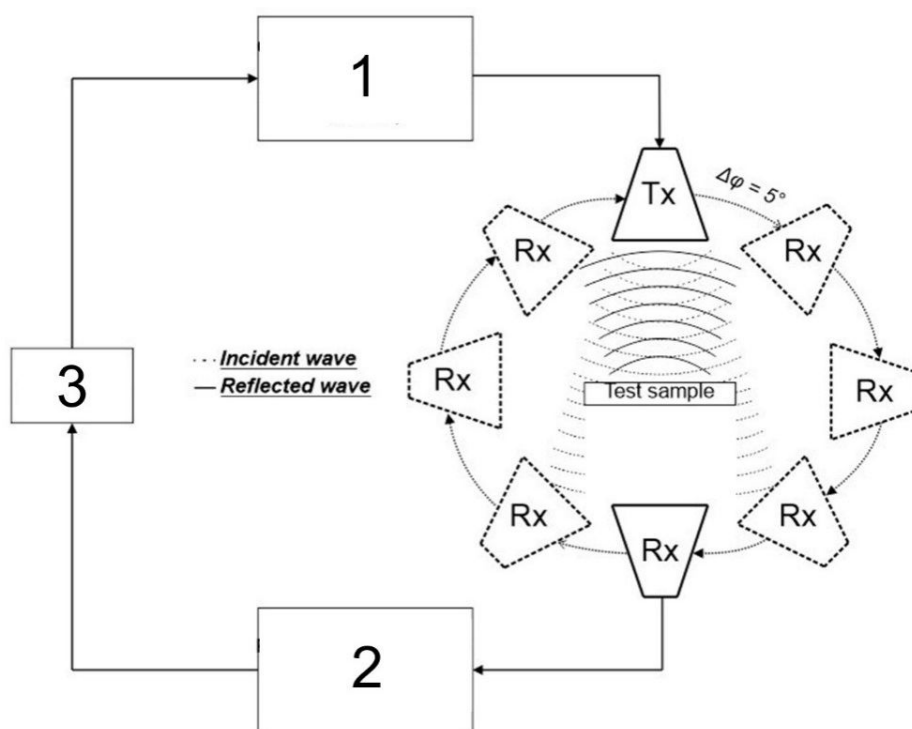 1
Tx
Δφ = 5°
Rx
Rx
Rx
Rx
3
Incident wave
Reflected wave
Test sample
Rx
Rx
Rx
2